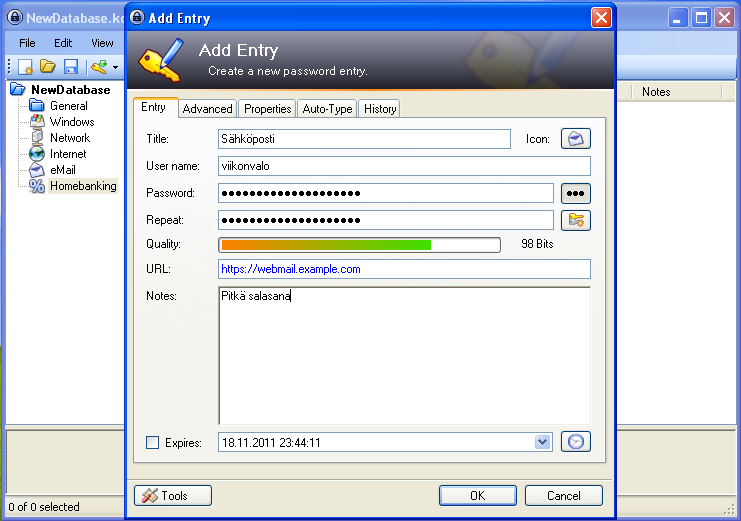 NewDatabase.kd
Add Entry
File Edit View
Add Entry
Create a new password entry.
Notes
NewDatabase
General
Windows
Network
Internet
eMail
Homebanking
Entry Advanced Properties Auto-Type History
Title: Sähköposti Icon:
User name: viikonvalo
Password: ●●●●●●●●●●●●●●●●●●●● ●●●
Repeat: ●●●●●●●●●●●●●●●●●●●●
Quality: 98 Bits
URL: https://webmail.example.com
Notes: Pitkä salasana
Expires: 18.11.2011 23:44:11
Tools OK Cancel
0 of 0 selected